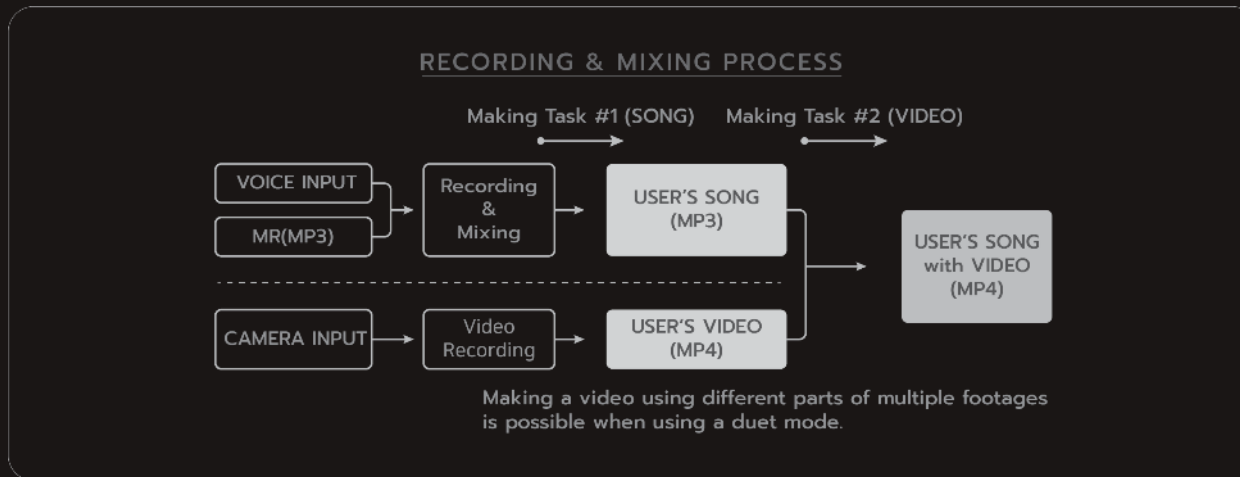 RECORDING & MIXING PROCESS
Making Task #1 (SONG)
Making Task #2 (VIDEO)
VOICE INPUT
MR(MP3)
Recording
&
Mixing
USER'S SONG
(MP3)
USER'S SONG
with VIDEO
(MP4)
CAMERA INPUT
Video
Recording
USER'S VIDEO
(MP4)
Making a video using different parts of multiple footages
is possible when using a duet mode.